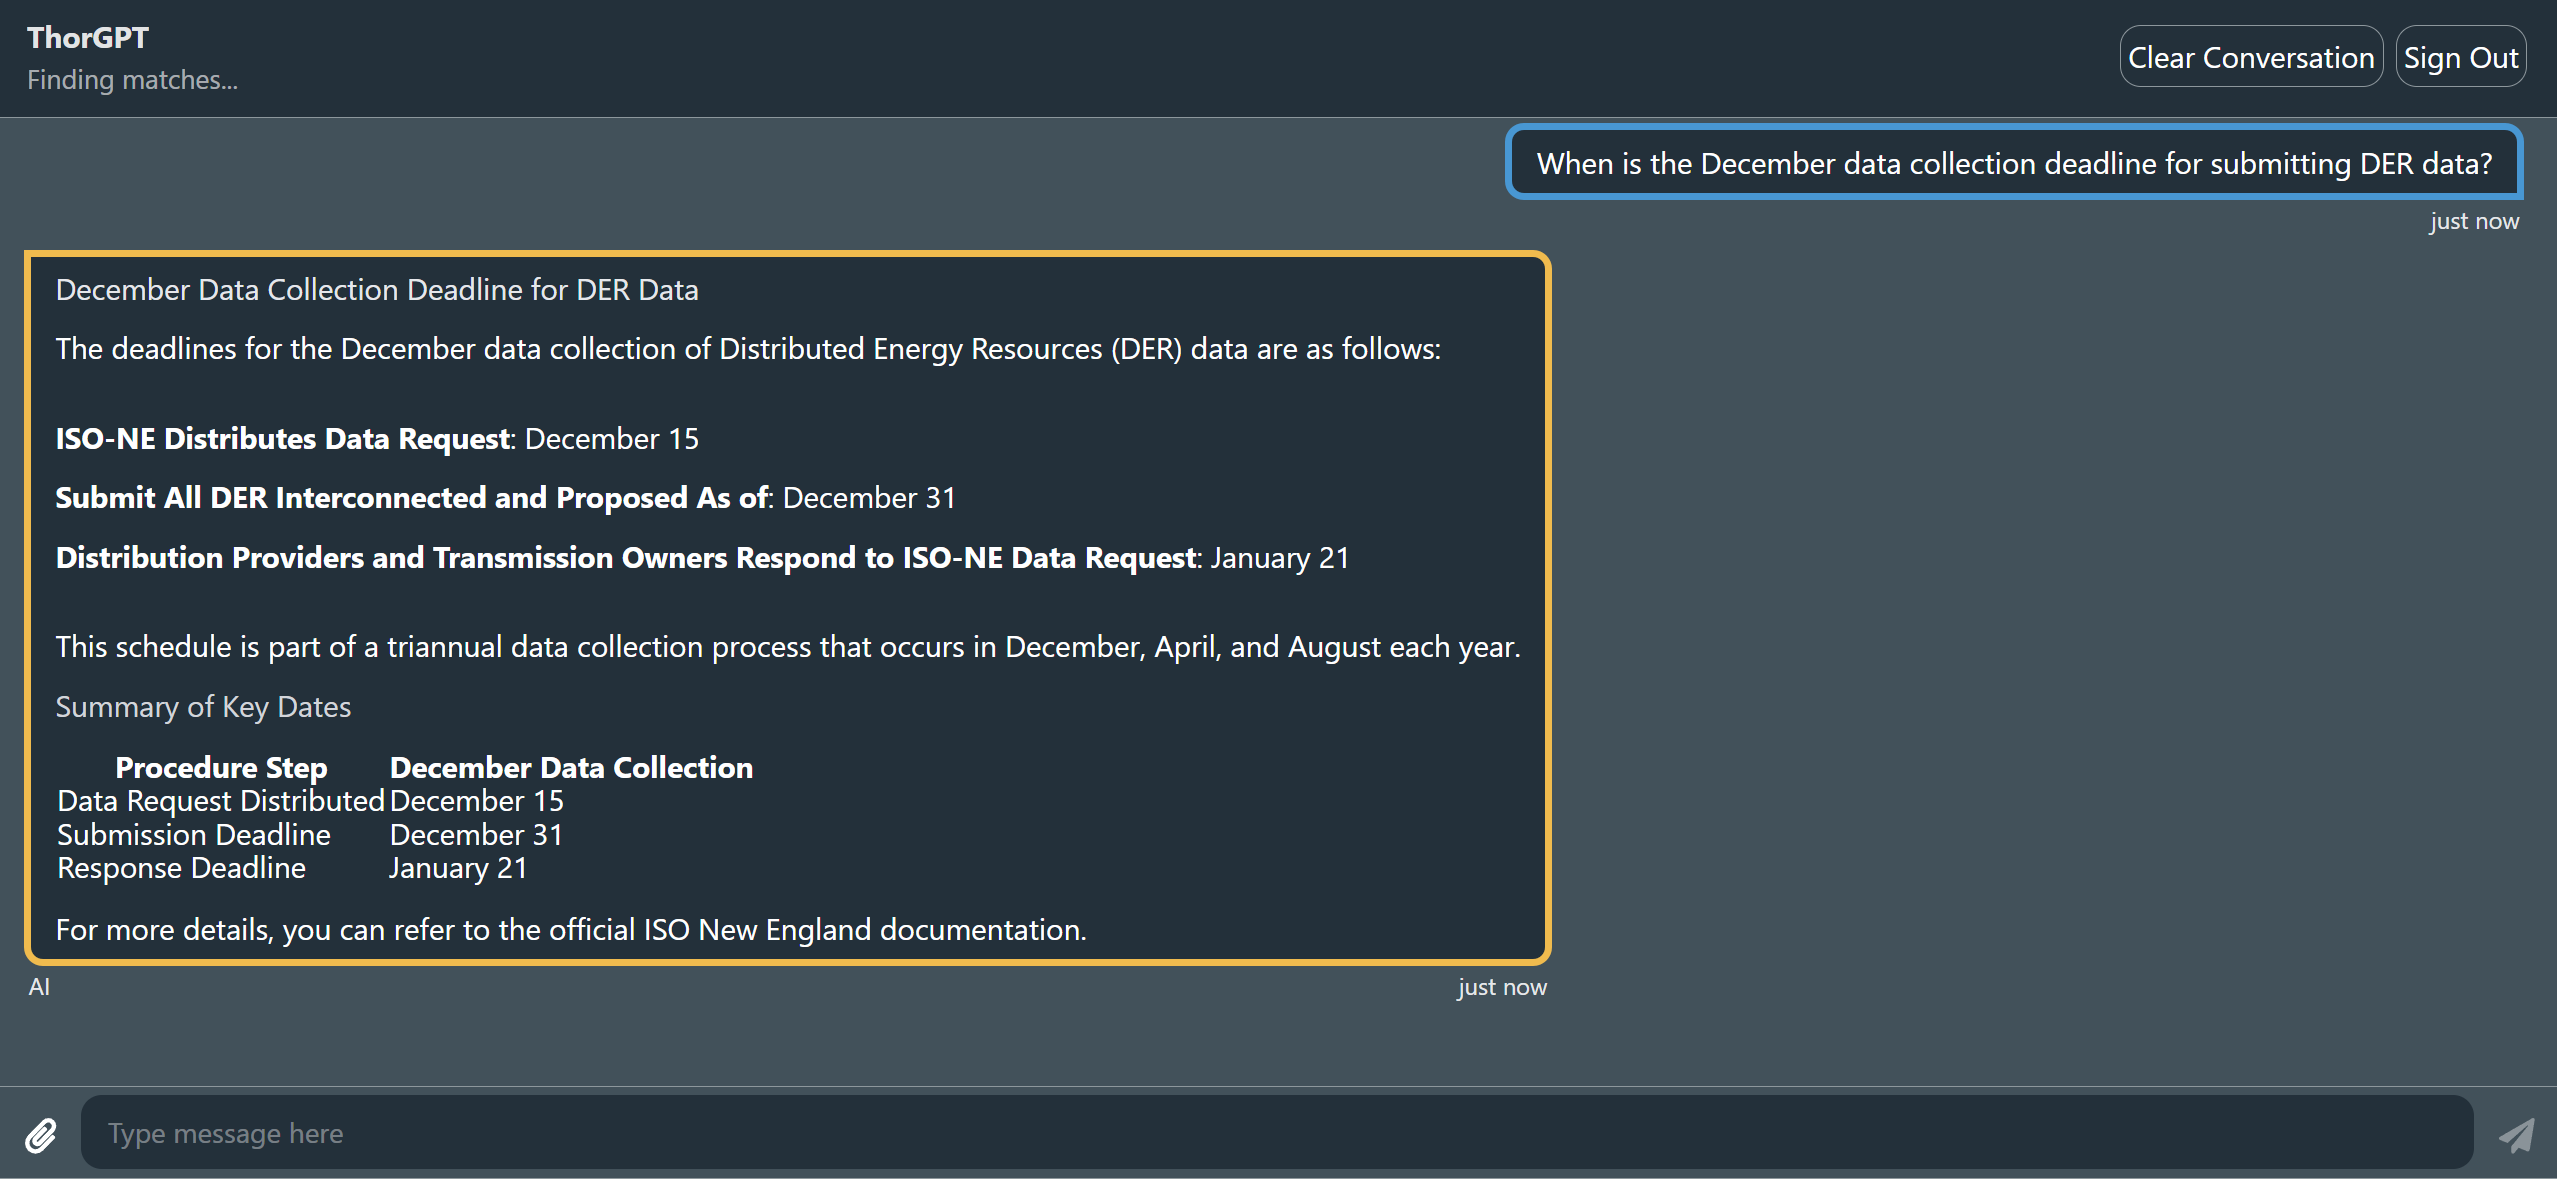 ThorGPT
Finding matches...
Clear Conversation
Sign Out
When is the December data collection deadline for submitting DER data?
just now
December Data Collection Deadline for DER Data
The deadlines for the December data collection of Distributed Energy Resources (DER) data are as follows:
ISO-NE Distributes Data Request: December 15
Submit All DER Interconnected and Proposed As of: December 31
Distribution Providers and Transmission Owners Respond to ISO-NE Data Request: January 21
This schedule is part of a triannual data collection process that occurs in December, April, and August each year.
Summary of Key Dates
Procedure Step December Data Collection
Data Request Distributed December 15
Submission Deadline December 31
Response Deadline January 21
For more details, you can refer to the official ISO New England documentation.
AI
just now
Type message here